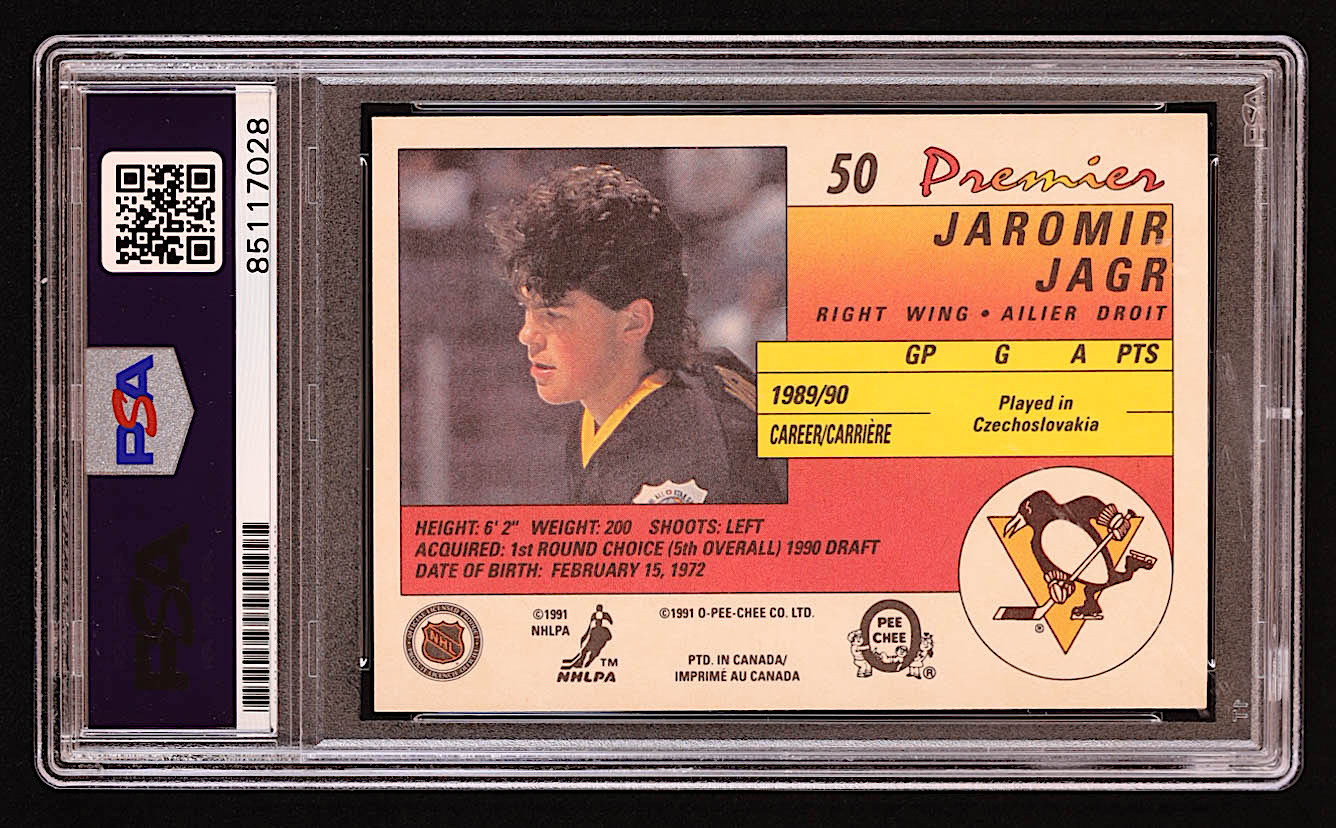 85117028
PSA
PSA
PSA
50 Premier
JAROMIR
JAGR
RIGHT WING • AILIER DROIT
GP G A PTS
1989/90
Played in
Czechoslovakia
CAREER/CARRIÈRE
HEIGHT: 6' 2" WEIGHT: 200 SHOOTS: LEFT
ACQUIRED: 1st ROUND CHOICE (5th OVERALL) 1990 DRAFT
DATE OF BIRTH: FEBRUARY 15, 1972
NHL
©1991
NHLPA
TM
NHLPA
©1991 O-PEE-CHEE CO. LTD.
PTD. IN CANADA/
IMPRIMÉ AU CANADA
PEE
CHEE
®
®